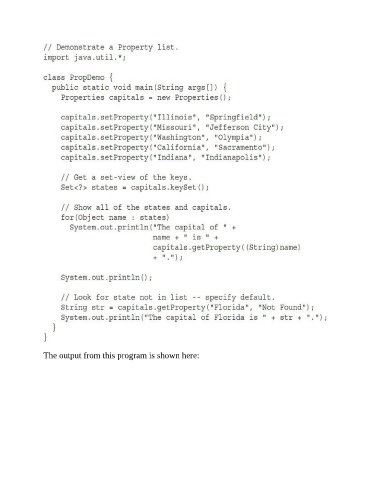 // Demonstrate a Property list.
import java.util.*;
class PropDemo {
public static void main(String args[]) {
Properties capitals = new Properties();
capitals.setProperty("Illinois", "Springfield");
capitals.setProperty("Missouri", "Jefferson City");
capitals.setProperty("Washington", "Olympia");
capitals.setProperty("California", "Sacramento");
capitals.setProperty("Indiana", "Indianapolis");
// Get a set-view of the keys.
Set<?> states = capitals.keySet();
// Show all of the states and capitals.
for(Object name : states)
System.out.println("The capital of " +
name + " is " +
capitals.getProperty((String)name)
+ ".");
System.out.println();
// Look for state not in list -- specify default.
String str = capitals.getProperty("Florida", "Not Found");
System.out.println("The capital of Florida is " + str + ".");
}
}
The output from this program is shown here: